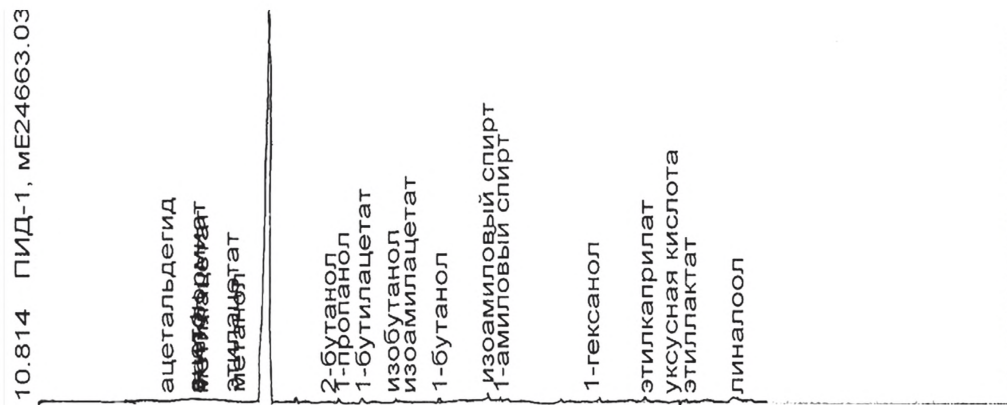 10.814 ПИД-1, мЕ24663.03
ацетальдегид
метилацетат
этилацетат
метанол
2-бутанол
1-пропанол
1-бутилацетат
изобутанол
изоамилацетат
1-бутанол
изоамиловый спирт
1-амиловый спирт
1-гексанол
этилкаприлат
уксусная кислота
этиллактат
линалоол